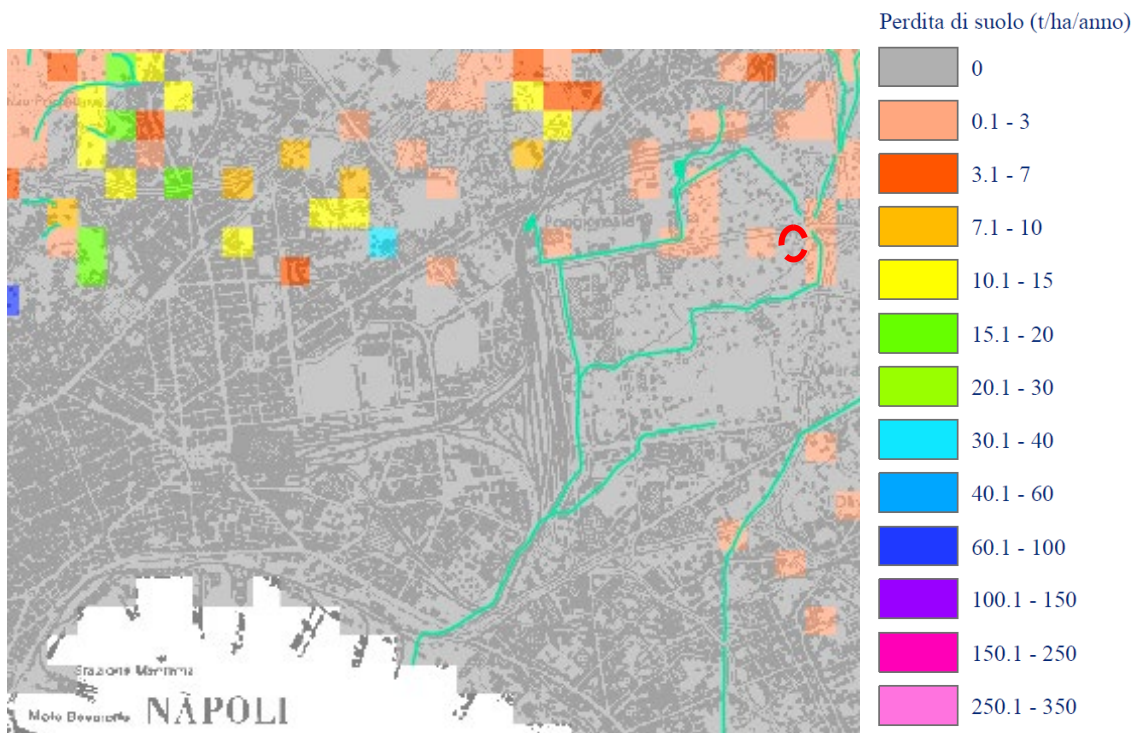 Perdita di suolo (t/ha/anno)
0
0.1 - 3
3.1 - 7
7.1 - 10
10.1 - 15
15.1 - 20
20.1 - 30
30.1 - 40
40.1 - 60
60.1 - 100
100.1 - 150
150.1 - 250
250.1 - 350
Stazione Marittima
NÀPOLI
Molo